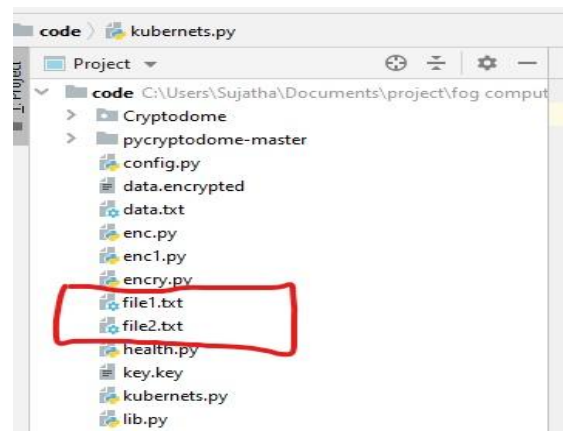 code > kubernets.py
1: Project
Project
code C:\Users\Sujatha\Documents\project\fog comput
Cryptodome
pycryptodome-master
config.py
data.encrypted
data.txt
enc.py
enc1.py
encry.py
file1.txt
file2.txt
health.py
key.key
kubernets.py
lib.py